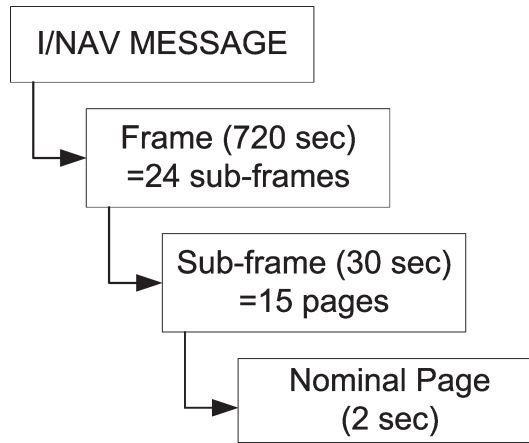 I/NAV MESSAGE
Frame (720 sec)
=24 sub-frames
Sub-frame (30 sec)
=15 pages
Nominal Page
(2 sec)